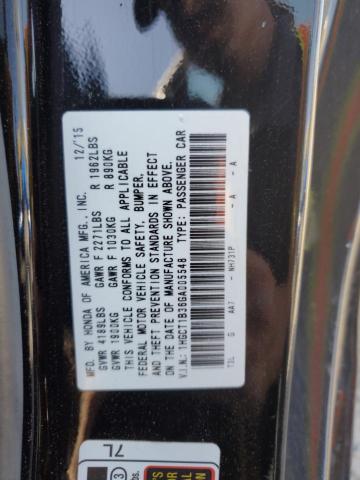 MFD. BY HONDA OF AMERICA MFG., INC. 12/'15
GVWR 4189LBS GAWR F 2271LBS R 1962LBS
GVWR 1900KG GAWR F 1030KG R 890KG
THIS VEHICLE CONFORMS TO ALL APPLICABLE
FEDERAL MOTOR VEHICLE SAFETY, BUMPER,
AND THEFT PREVENTION STANDARDS IN EFFECT
ON THE DATE OF MANUFACTURE SHOWN ABOVE.
V.I.N.: 1HGCT1B36GA005548 TYPE: PASSENGER CAR
T3L G AA7 - NH731P - A - A
7L